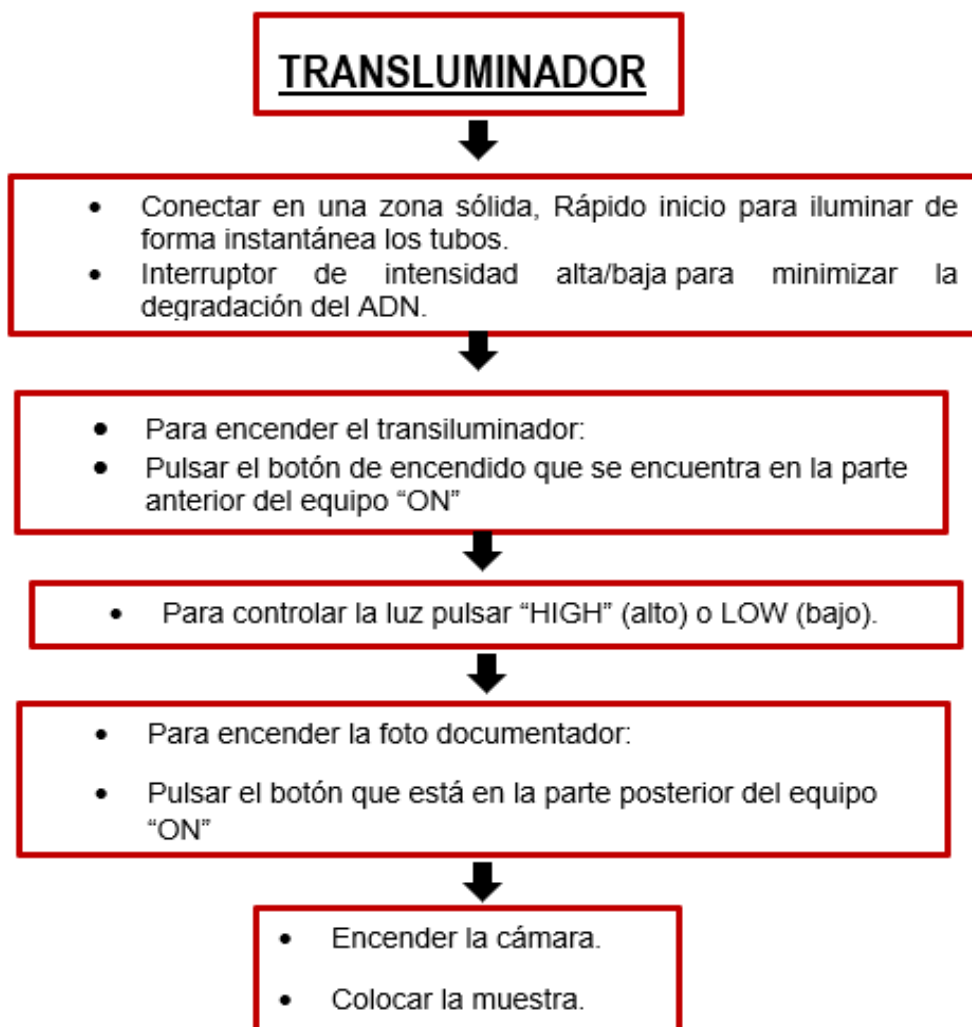 TRANSLUMINADOR
• Conectar en una zona sólida, Rápido inicio para iluminar de
forma instantánea los tubos.
• Interruptor de intensidad alta/baja para minimizar la
degradación del ADN.
• Para encender el transiluminador:
• Pulsar el botón de encendido que se encuentra en la parte
anterior del equipo “ON”
• Para controlar la luz pulsar “HIGH” (alto) o LOW (bajo).
• Para encender la foto documentador:
• Pulsar el botón que está en la parte posterior del equipo
“ON”
• Encender la cámara.
• Colocar la muestra.